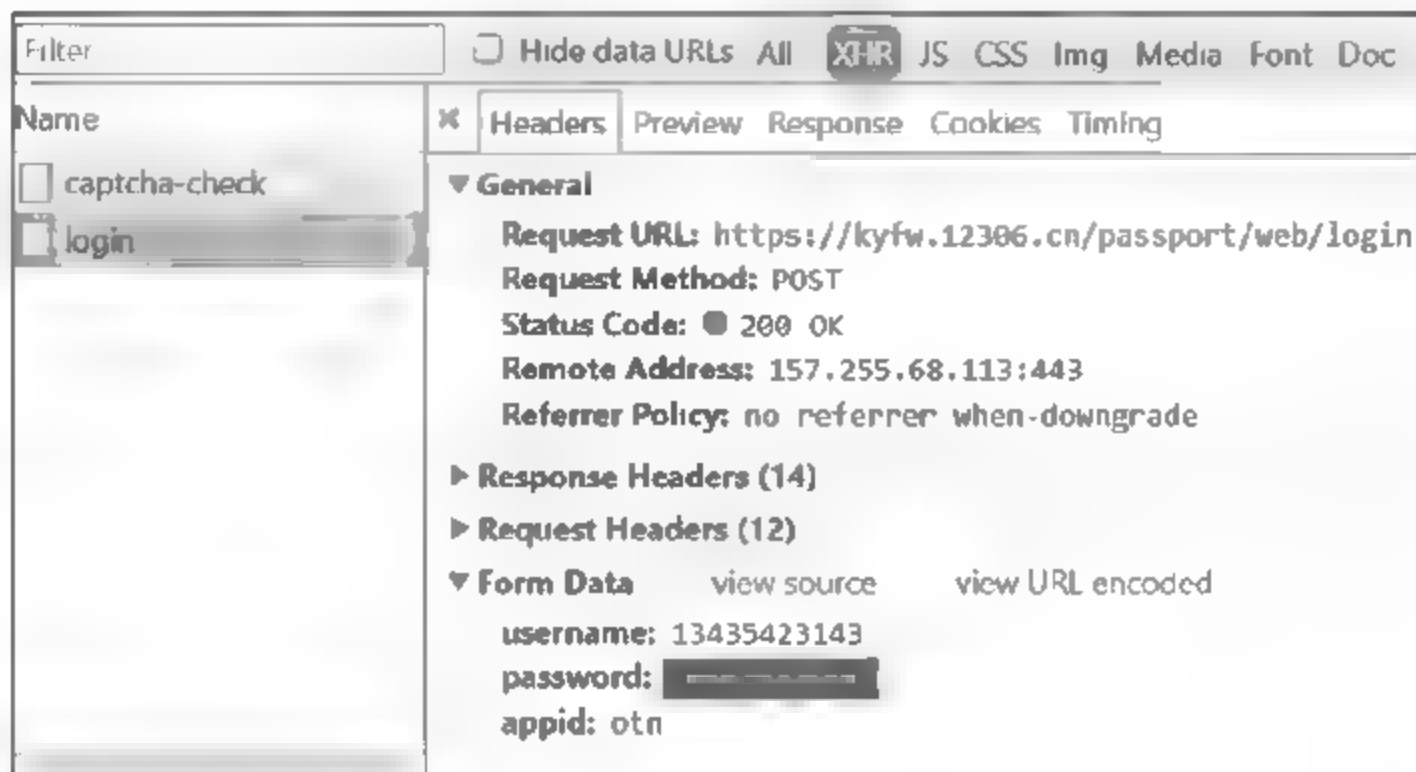 Filter
Hide data URLs All XHR JS CSS Img Media Font Doc
Name
× Headers Preview Response Cookies Timing
captcha-check
login
▼ General
Request URL: https://kyfw.12306.cn/passport/web/login
Request Method: POST
Status Code: 200 OK
Remote Address: 157.255.68.113:443
Referrer Policy: no referrer when-downgrade
▶ Response Headers (14)
▶ Request Headers (12)
▼ Form Data view source view URL encoded
username: 13435423143
password:
appid: otn